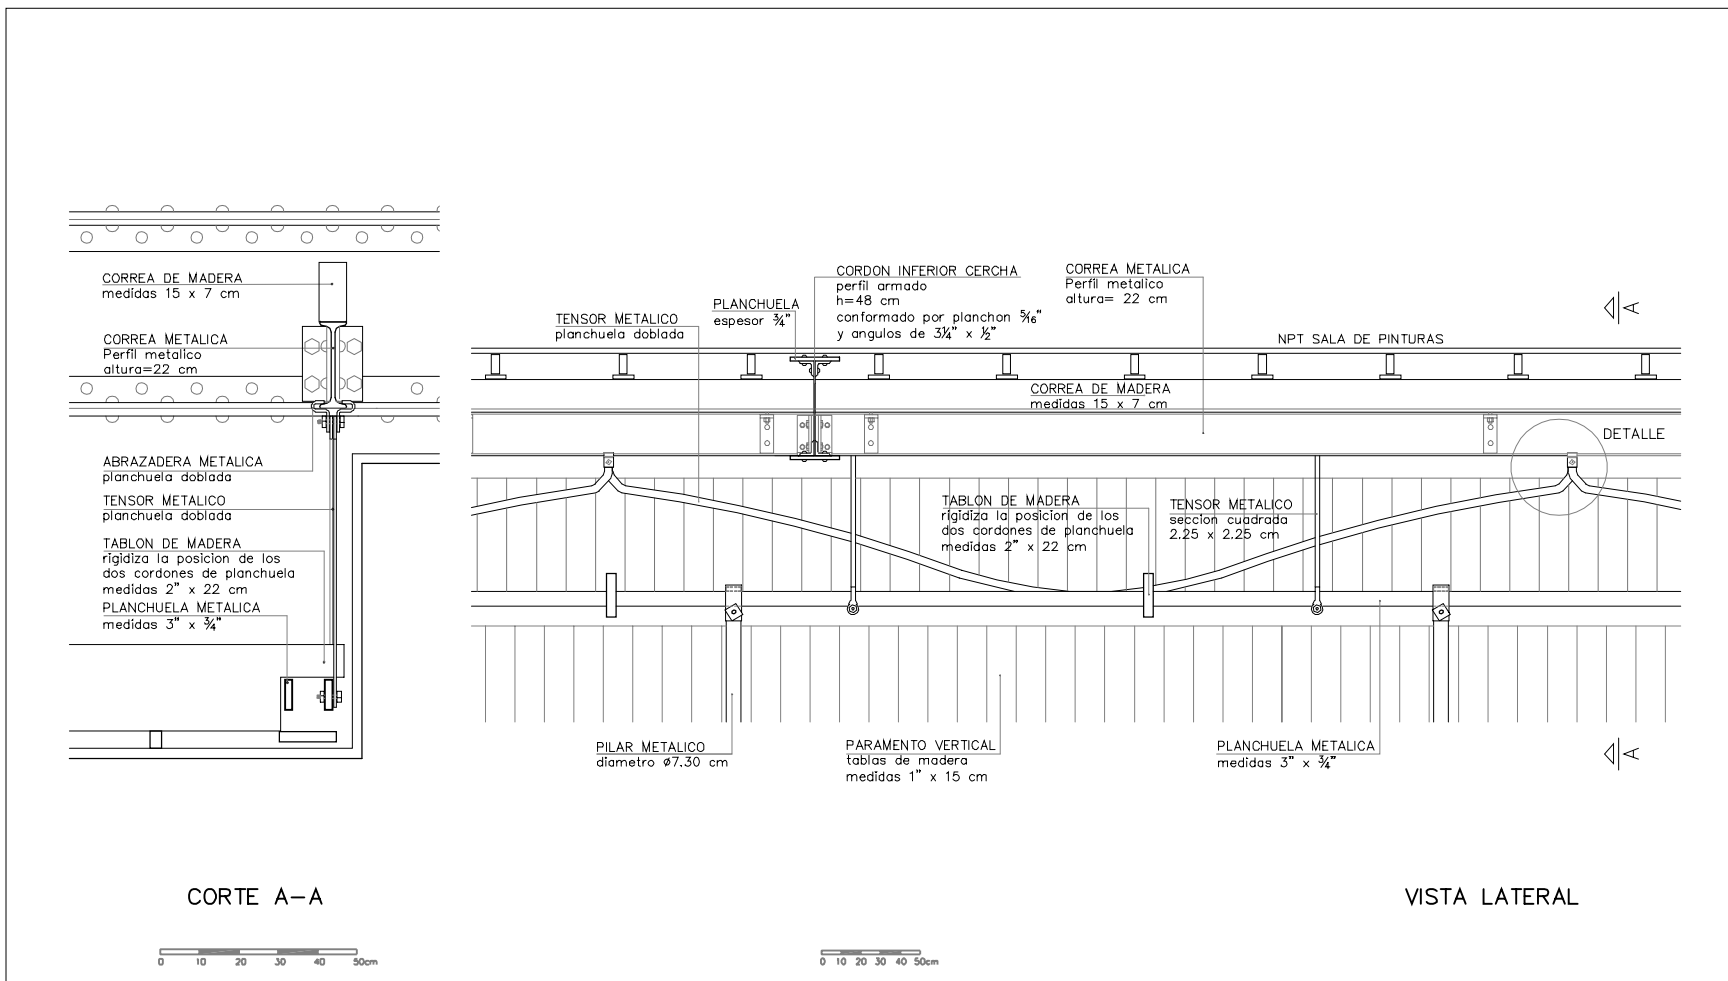 CORREA DE MADERA
medidas 15 x 7 cm
CORREA METALICA
Perfil metalico
altura=22 cm
ABRAZADERA METALICA
planchuela doblada
TENSOR METALICO
planchuela doblada
TABLON DE MADERA
rigidiza la posicion de los
dos cordones de planchuela
medidas 2" x 22 cm
PLANCHUELA METALICA
medidas 3" x ¾"
CORTE A-A
0 10 20 30 40 50cm
TENSOR METALICO
planchuela doblada
PLANCHUELA
espesor ¾"
CORDON INFERIOR CERCHA
perfil armado
h=48 cm
conformado por planchon 5/16"
y angulos de 3¼" x ½"
CORREA METALICA
Perfil metalico
altura= 22 cm
A
NPT SALA DE PINTURAS
CORREA DE MADERA
medidas 15 x 7 cm
DETALLE
TABLON DE MADERA
rigidiza la posicion de los
dos cordones de planchuela
medidas 2" x 22 cm
TENSOR METALICO
seccion cuadrada
2.25 x 2.25 cm
PILAR METALICO
diametro ø7.30 cm
PARAMENTO VERTICAL
tablas de madera
medidas 1" x 15 cm
PLANCHUELA METALICA
medidas 3" x ¾"
A
VISTA LATERAL
0 10 20 30 40 50cm